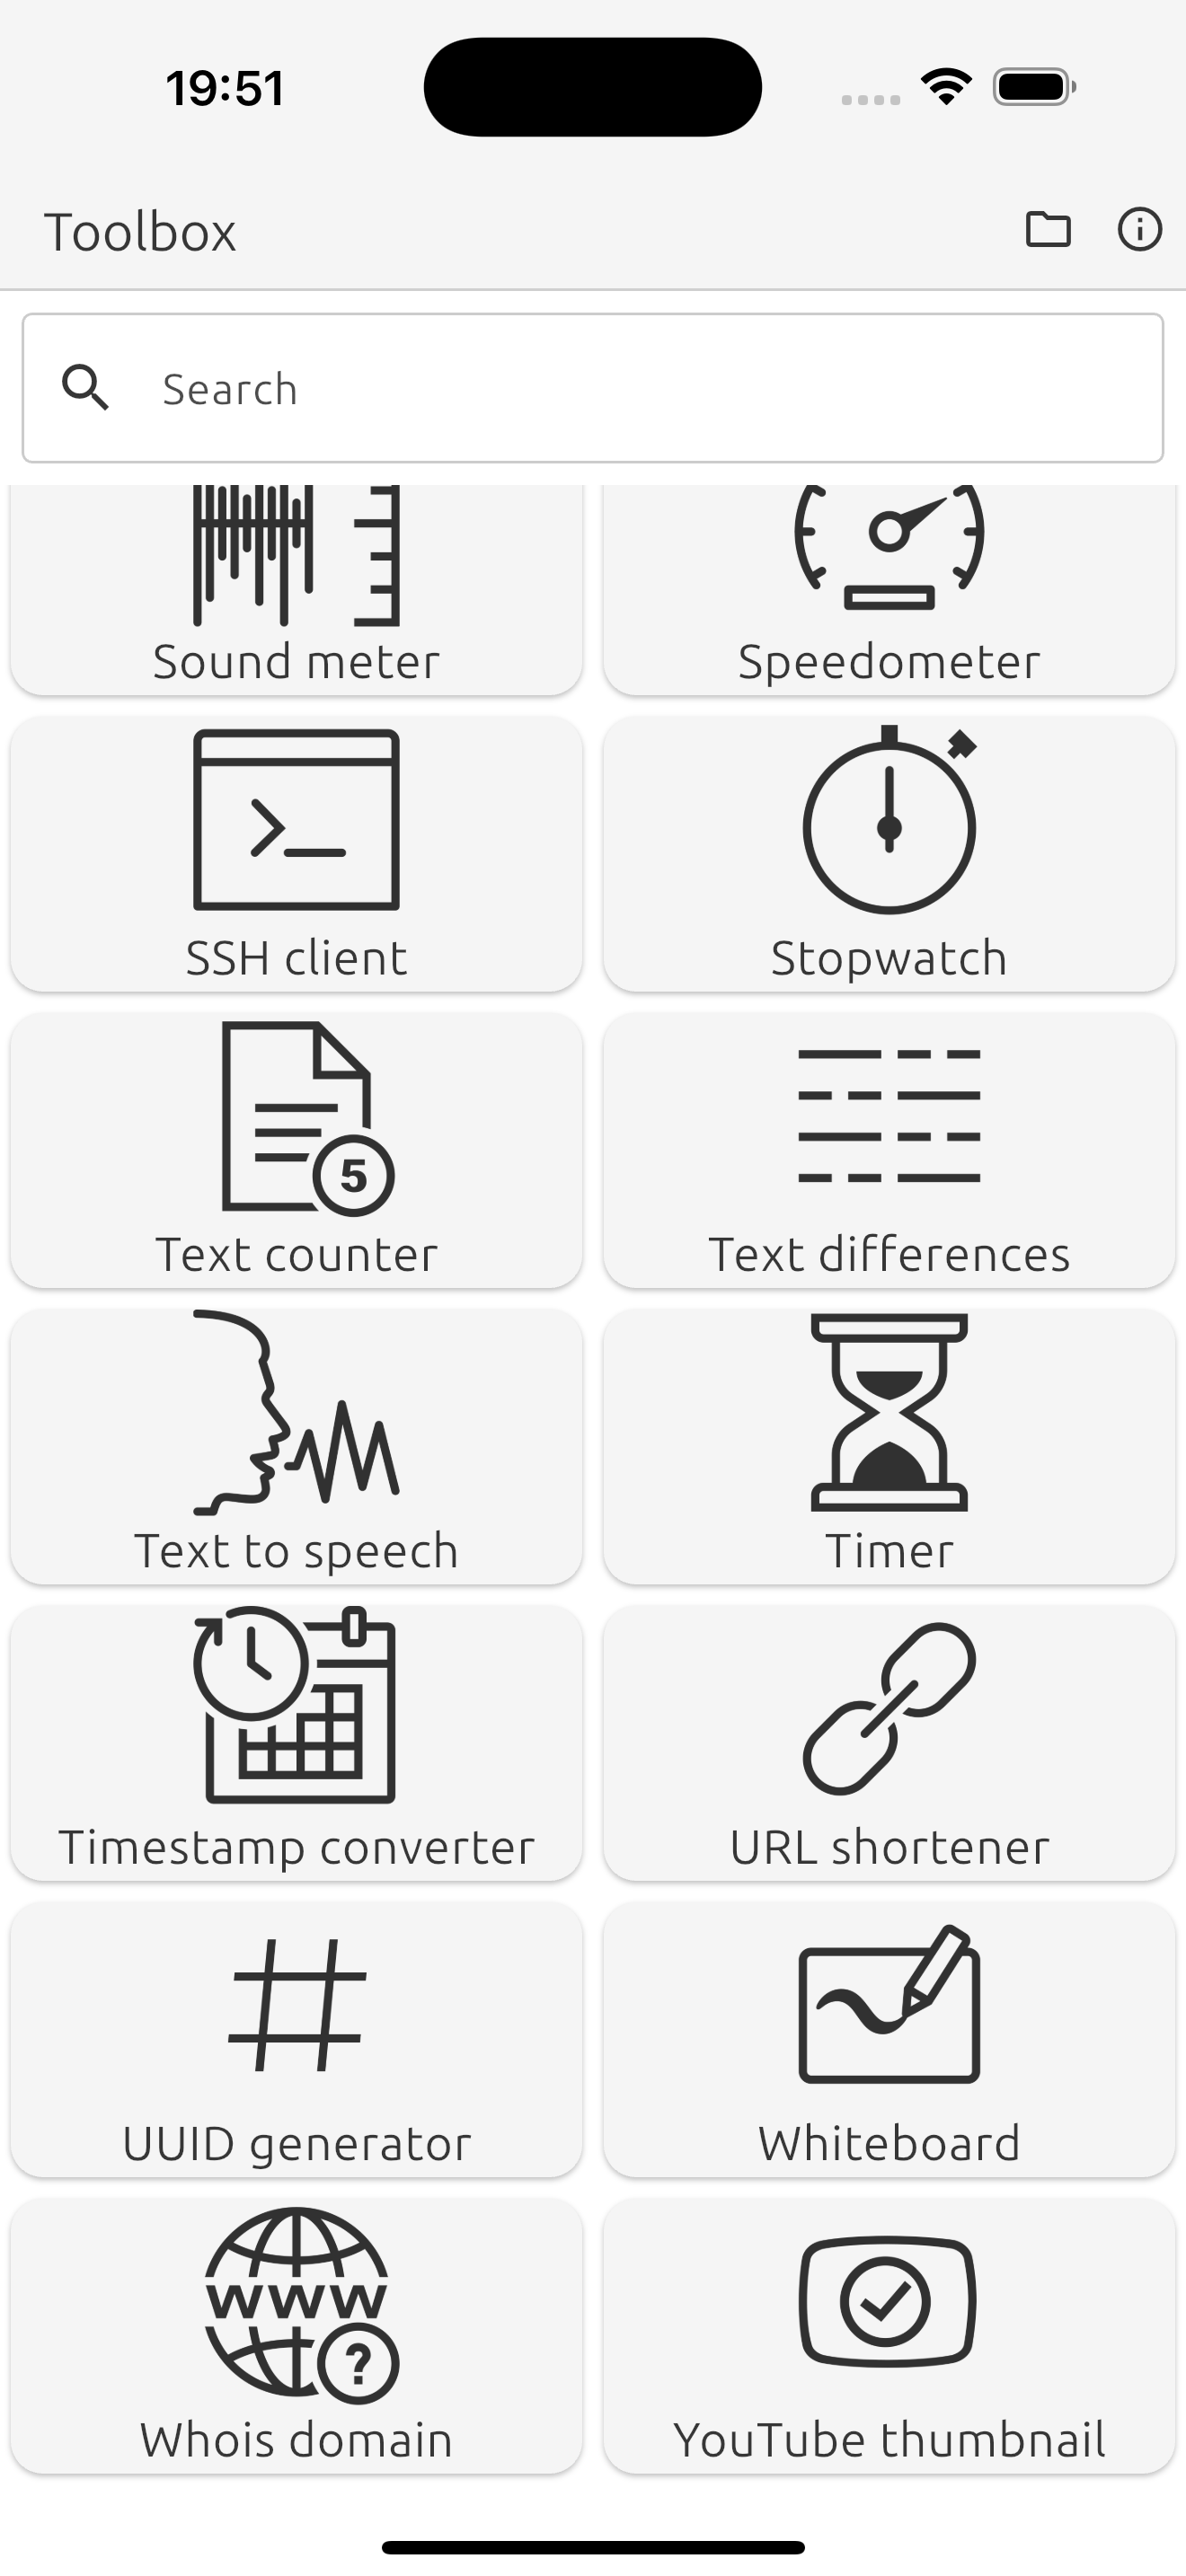 19:51
Toolbox
Search
Sound meter
Speedometer
SSH client
Stopwatch
5
Text counter
Text differences
Text to speech
Timer
Timestamp converter
URL shortener
UUID generator
Whiteboard
www
?
Whois domain
YouTube thumbnail